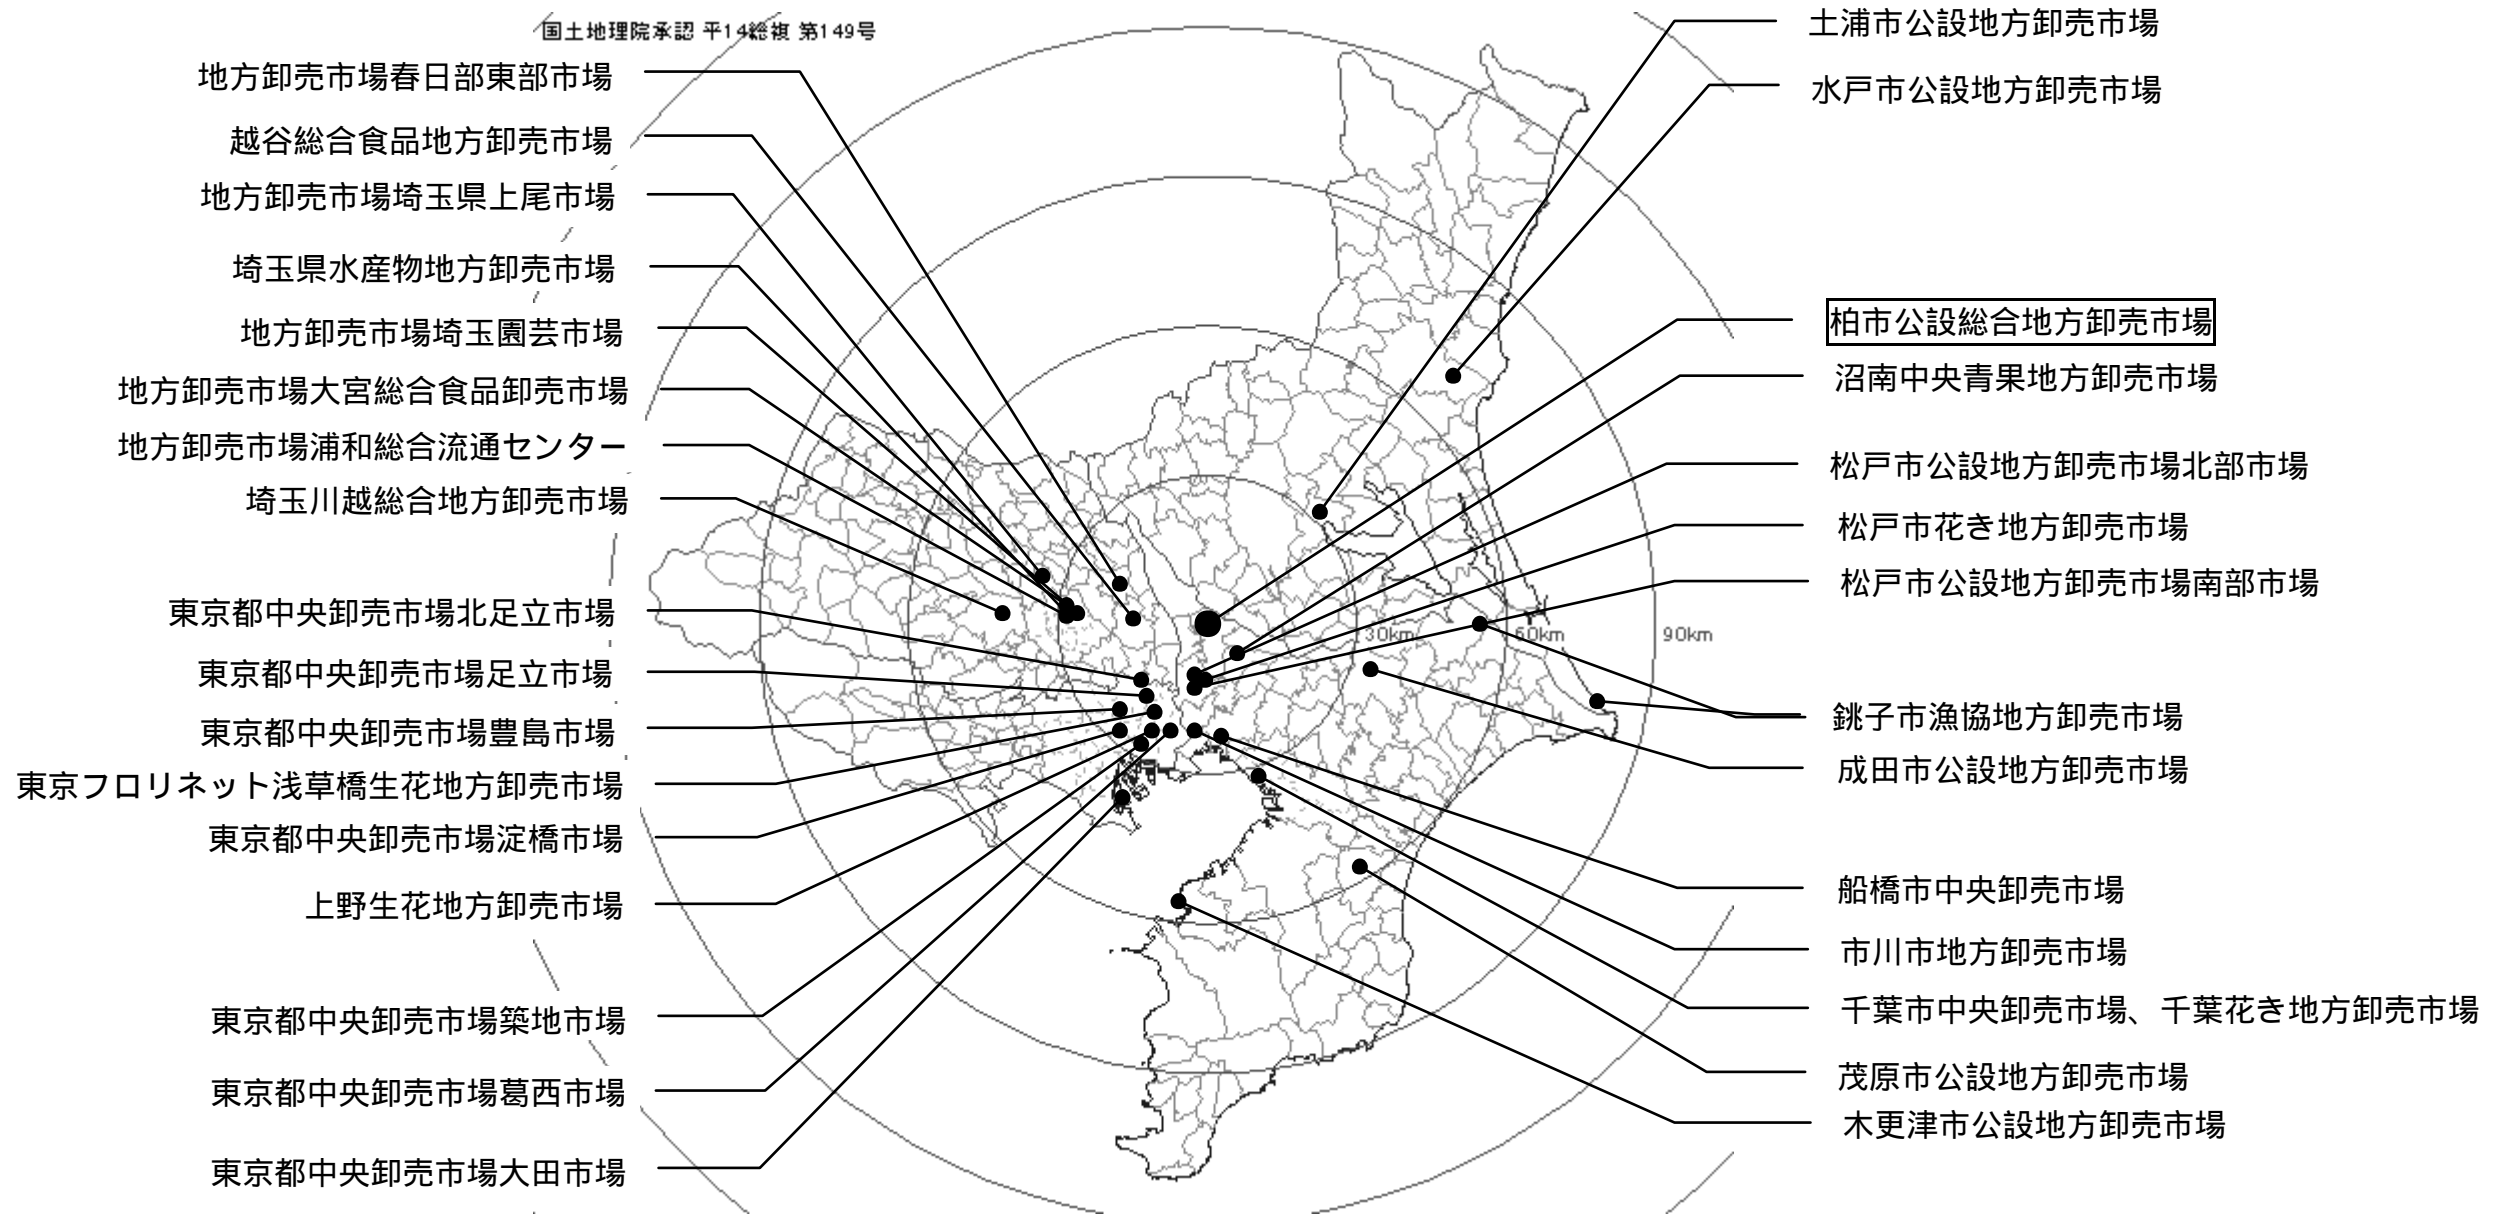 国土地理院承認 平14総複 第149号
地方卸売市場春日部東部市場
越谷総合食品地方卸売市場
地方卸売市場埼玉県上尾市場
埼玉県水産物地方卸売市場
地方卸売市場埼玉園芸市場
地方卸売市場大宮総合食品卸売市場
地方卸売市場浦和総合流通センター
埼玉川越総合地方卸売市場
東京都中央卸売市場北足立市場
東京都中央卸売市場足立市場
東京都中央卸売市場豊島市場
東京フロリネット浅草橋生花地方卸売市場
東京都中央卸売市場淀橋市場
上野生花地方卸売市場
東京都中央卸売市場築地市場
東京都中央卸売市場葛西市場
東京都中央卸売市場大田市場
30km
60km
90km
土浦市公設地方卸売市場
水戸市公設地方卸売市場
柏市公設総合地方卸売市場
沼南中央青果地方卸売市場
松戸市公設地方卸売市場北部市場
松戸市花き地方卸売市場
松戸市公設地方卸売市場南部市場
銚子市漁協地方卸売市場
成田市公設地方卸売市場
船橋市中央卸売市場
市川市地方卸売市場
千葉市中央卸売市場、千葉花き地方卸売市場
茂原市公設地方卸売市場
木更津市公設地方卸売市場